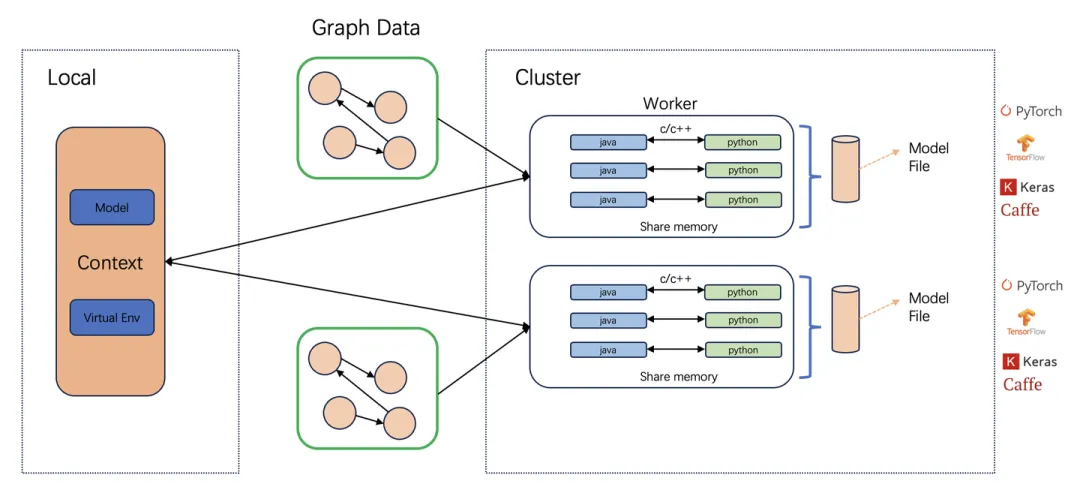 Graph Data
Local
Model
Context
Virtual Env
Cluster
Worker
c/c++
java
python
java
python
java
python
Share memory
Model
File
PyTorch
TensorFlow
K Keras
Caffe
c/c++
java
python
java
python
java
python
Share memory
Model
File
PyTorch
TensorFlow
K Keras
Caffe